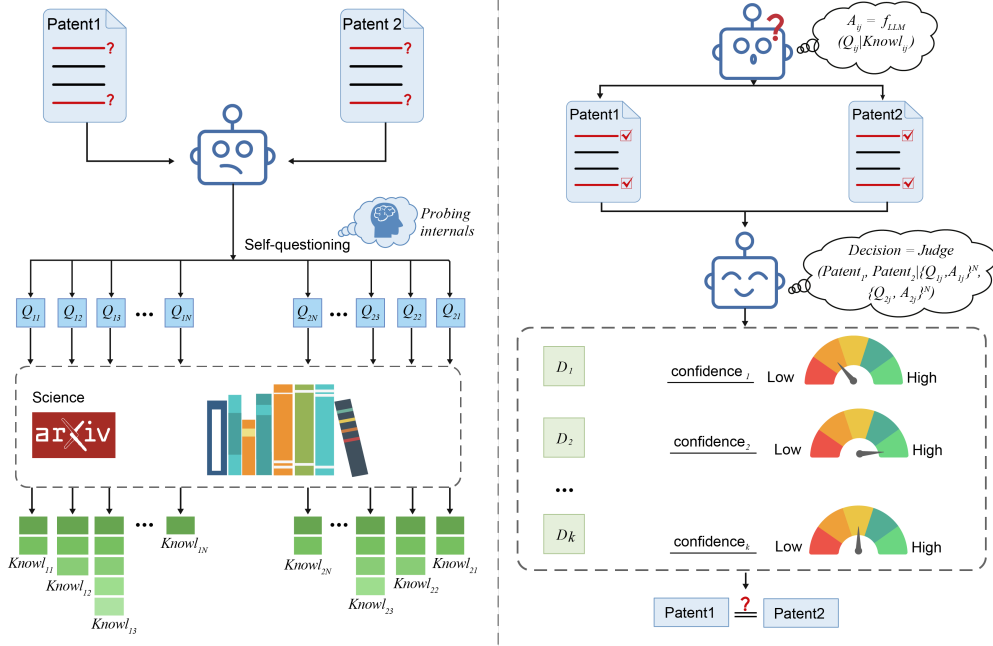 Patent1
?
?
Patent 2
?
?
Probing
internals
Self-questioning
Q11
Q12
Q13
...
Q1N
Q2N
...
Q23
Q22
Q21
Science
arXiv
...
...
Knowl11
Knowl12
Knowl13
Knowl1N
Knowl2N
Knowl23
Knowl22
Knowl21
?
Aij = fLLM
(Qij|Knowlij)
Patent1
Patent2
Decision = Judge
(Patent1, Patent2|{Q1j,A1j}N,
{Q2j, A2j}N)
D1
confidence1
Low
High
D2
confidence2
Low
High
...
Dk
confidencek
Low
High
Patent1
?
=
Patent2